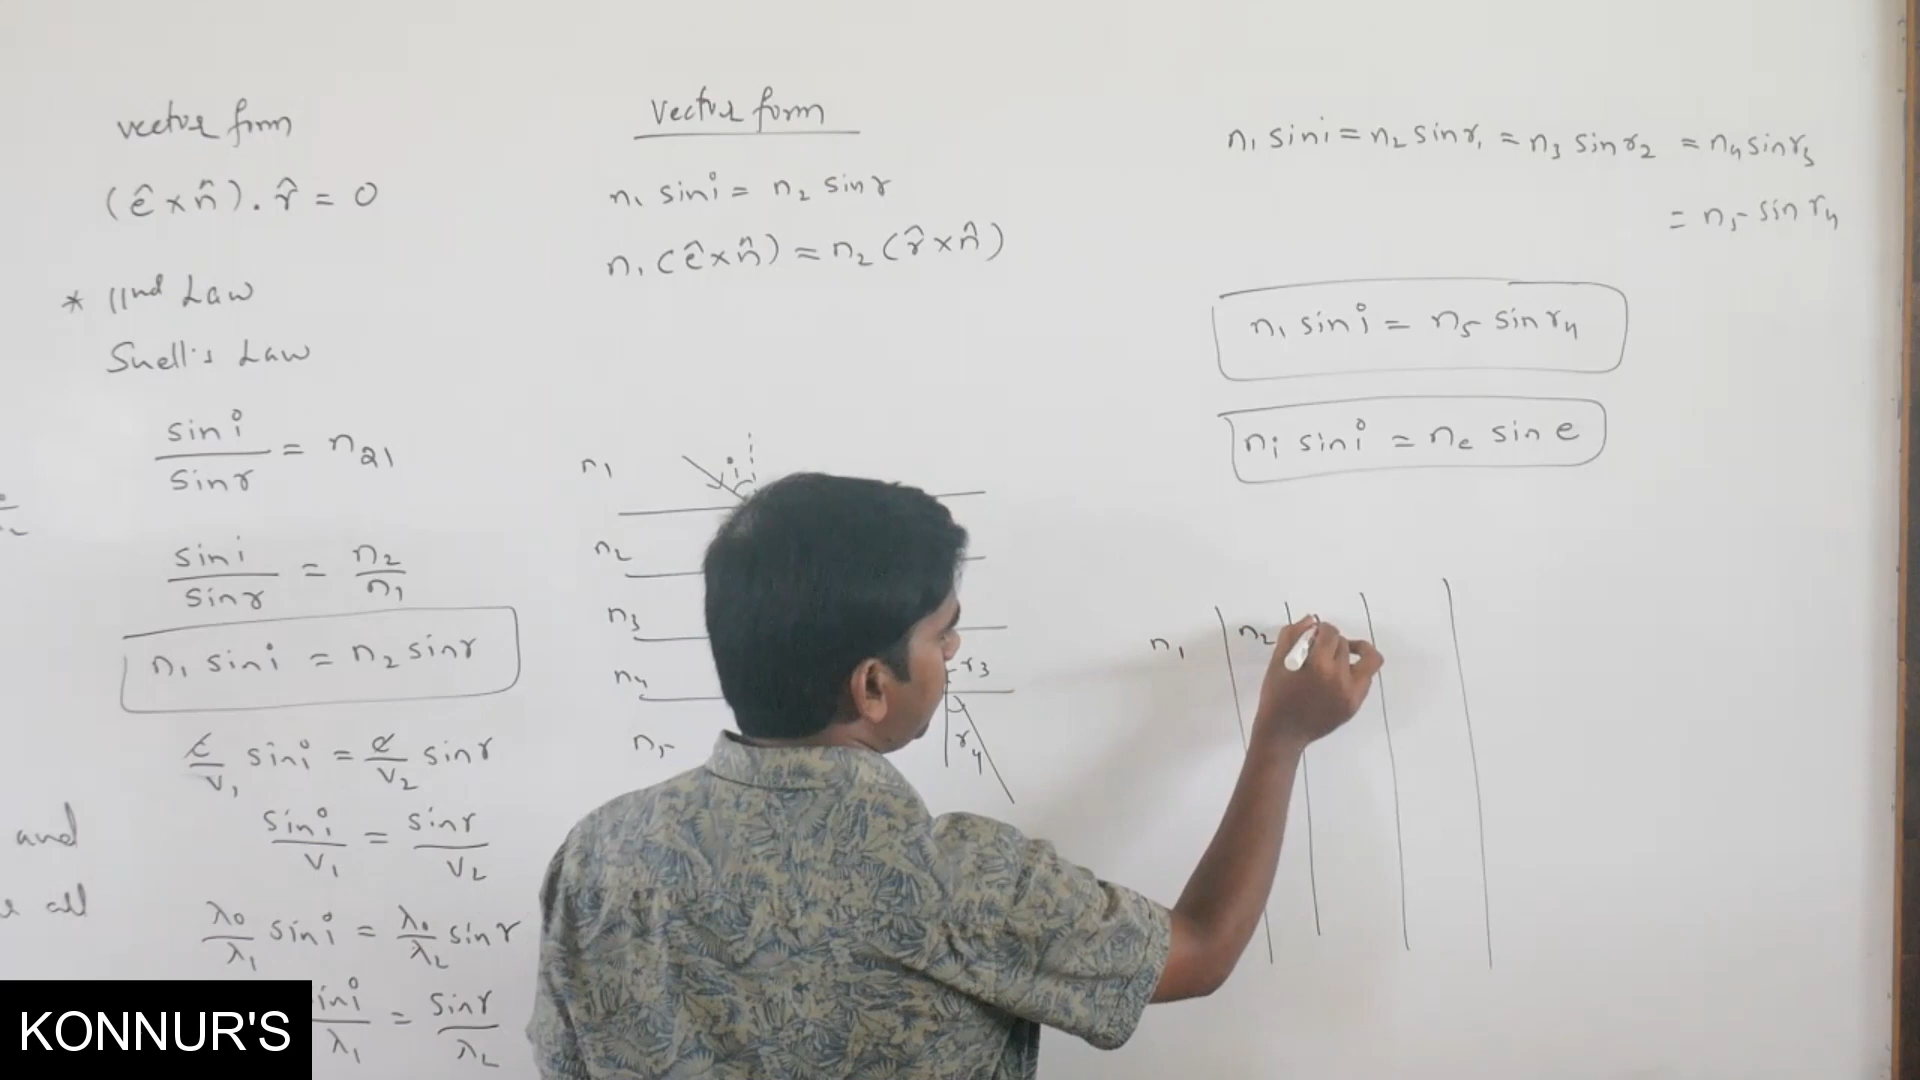 vector form
(ê×n̂).r̂ = 0
* IInd Law
Snell's Law
sin i / sin r = n21
sin i / sin r = n2 / n1
n1 sin i = n2 sin r
c/v1 sin i = c/v2 sin r
sin i / v1 = sin r / v2
λ0/λ1 sin i = λ0/λ2 sin r
sin i / λ1 = sin r / λ2
and
all
KONNUR'S
Vector form
n1 sin i = n2 sin r
n1 (ê×n̂) = n2 (r̂×n̂)
n1
i
n2
n3
n4
r3
n5
r4
n1 sin i = n2 sin r1 = n3 sin r2 = n4 sin r3
= n5 sin r4
n1 sin i = n5 sin r4
ni sin i = ne sin e
n1
n2